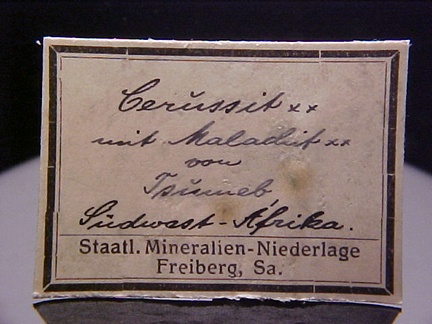 Cerussit xx
mit Malachit xx
von
Tsumeb
Südwest-Afrika.
Staatl. Mineralien-Niederlage
Freiberg, Sa.